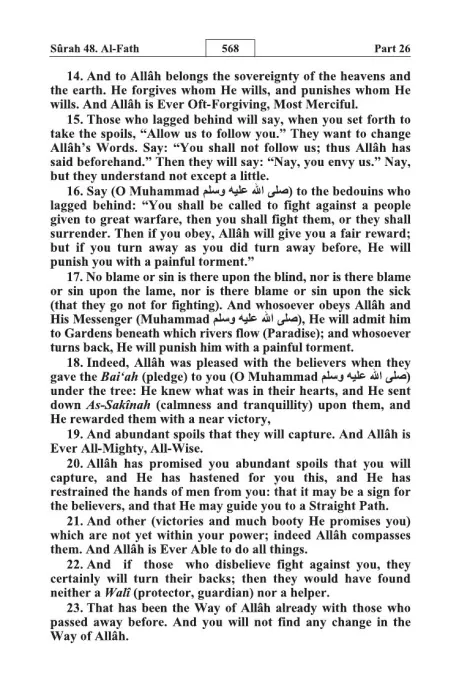 Sûrah 48. Al-Fath 568 Part 26
14. And to Allâh belongs the sovereignty of the heavens and
the earth. He forgives whom He wills, and punishes whom He
wills. And Allâh is Ever Oft-Forgiving, Most Merciful.
15. Those who lagged behind will say, when you set forth to
take the spoils, “Allow us to follow you.” They want to change
Allâh’s Words. Say: “You shall not follow us; thus Allâh has
said beforehand.” Then they will say: “Nay, you envy us.” Nay,
but they understand not except a little.
16. Say (O Muhammad صلى الله عليه وسلم) to the bedouins who
lagged behind: “You shall be called to fight against a people
given to great warfare, then you shall fight them, or they shall
surrender. Then if you obey, Allâh will give you a fair reward;
but if you turn away as you did turn away before, He will
punish you with a painful torment.”
17. No blame or sin is there upon the blind, nor is there blame
or sin upon the lame, nor is there blame or sin upon the sick
(that they go not for fighting). And whosoever obeys Allâh and
His Messenger (Muhammad صلى الله عليه وسلم), He will admit him
to Gardens beneath which rivers flow (Paradise); and whosoever
turns back, He will punish him with a painful torment.
18. Indeed, Allâh was pleased with the believers when they
gave the Bai‘ah (pledge) to you (O Muhammad صلى الله عليه وسلم)
under the tree: He knew what was in their hearts, and He sent
down As-Sakînah (calmness and tranquillity) upon them, and
He rewarded them with a near victory,
19. And abundant spoils that they will capture. And Allâh is
Ever All-Mighty, All-Wise.
20. Allâh has promised you abundant spoils that you will
capture, and He has hastened for you this, and He has
restrained the hands of men from you: that it may be a sign for
the believers, and that He may guide you to a Straight Path.
21. And other (victories and much booty He promises you)
which are not yet within your power; indeed Allâh compasses
them. And Allâh is Ever Able to do all things.
22. And if those who disbelieve fight against you, they
certainly will turn their backs; then they would have found
neither a Walî (protector, guardian) nor a helper.
23. That has been the Way of Allâh already with those who
passed away before. And you will not find any change in the
Way of Allâh.